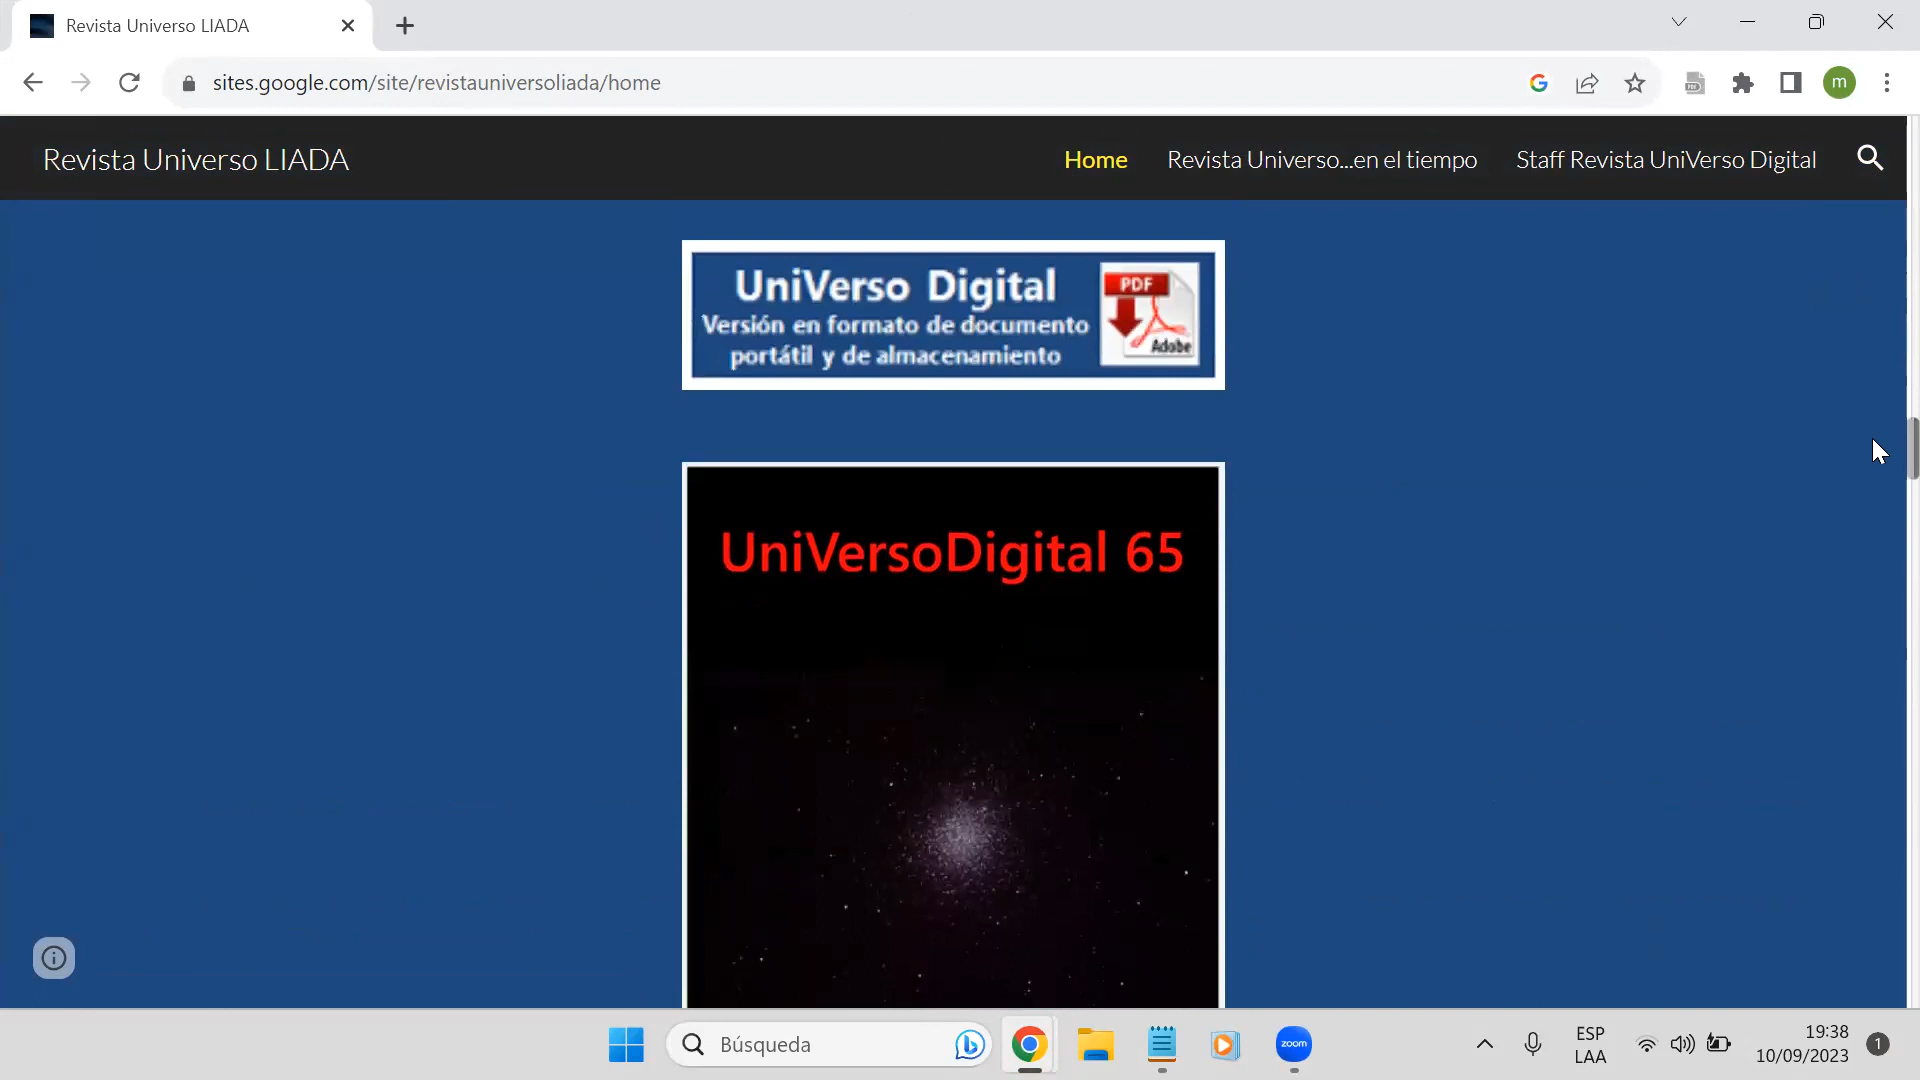 Revista Universo LIADA
sites.google.com/site/revistauniversoliada/home
m
Revista Universo LIADA
Home
Revista Universo...en el tiempo
Staff Revista UniVerso Digital
UniVerso Digital
Versión en formato de documento
portátil y de almacenamiento
PDF
Adobe
UniVersoDigital 65
Búsqueda
zoom
ESP
LAA
19:38
10/09/2023
1